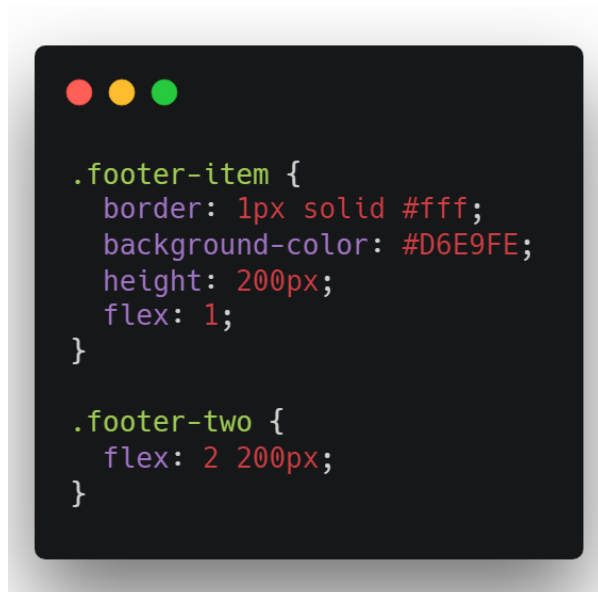 .footer-item {
  border: 1px solid #fff;
  background-color: #D6E9FE;
  height: 200px;
  flex: 1;
}

.footer-two {
  flex: 2 200px;
}